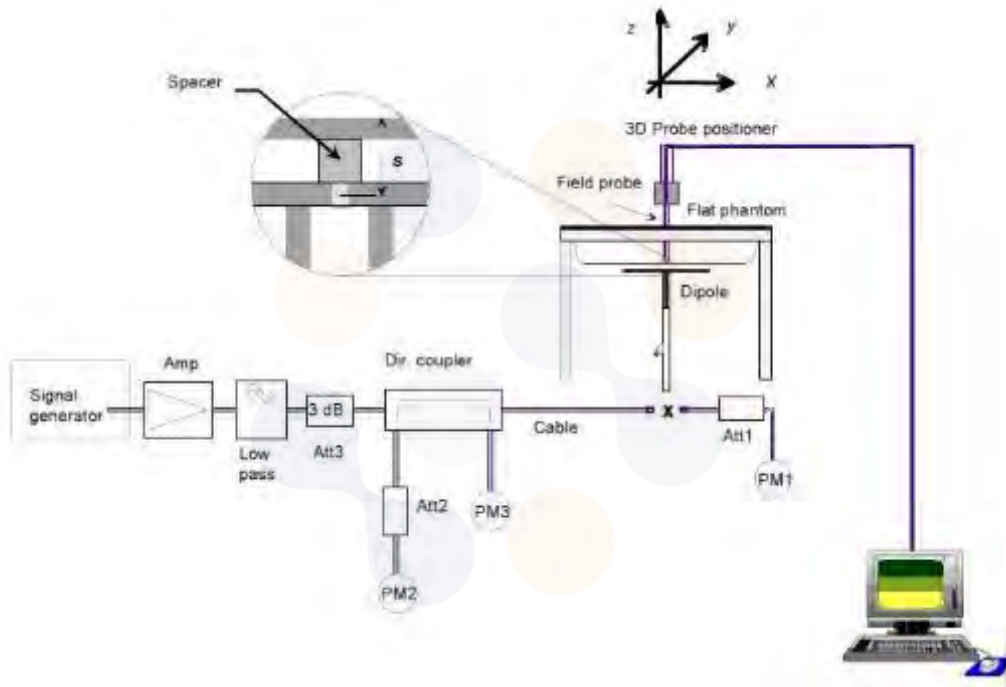 z
y
x
Spacer
3D Probe positioner
s
Field probe
Flat phantom
Dipole
Amp
Dir. coupler
Signal
generator
3 dB
Cable
Low
pass
Att3
Att1
Att2
PM3
PM1
PM2
X